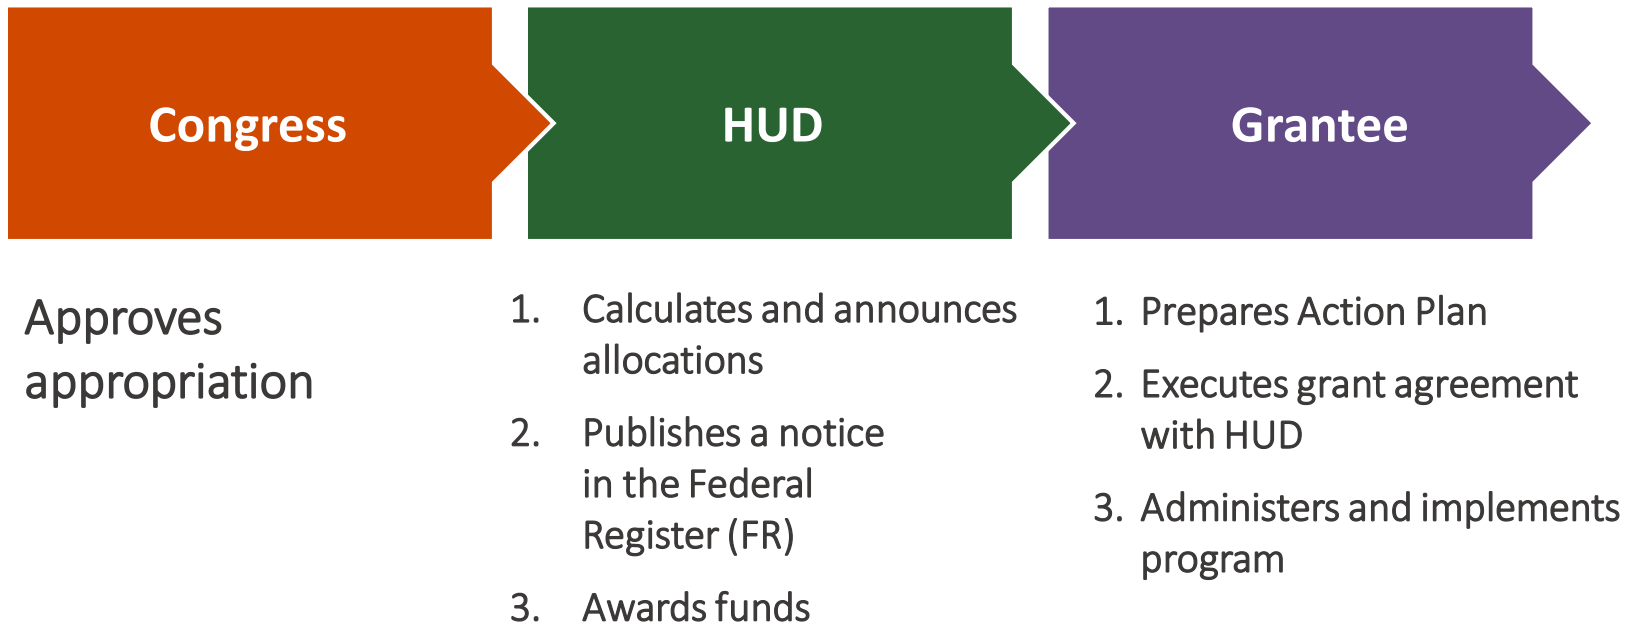 Congress
HUD
Grantee
Approves
appropriation
1. Calculates and announces
allocations
2. Publishes a notice
in the Federal
Register (FR)
3. Awards funds
1. Prepares Action Plan
2. Executes grant agreement
with HUD
3. Administers and implements
program